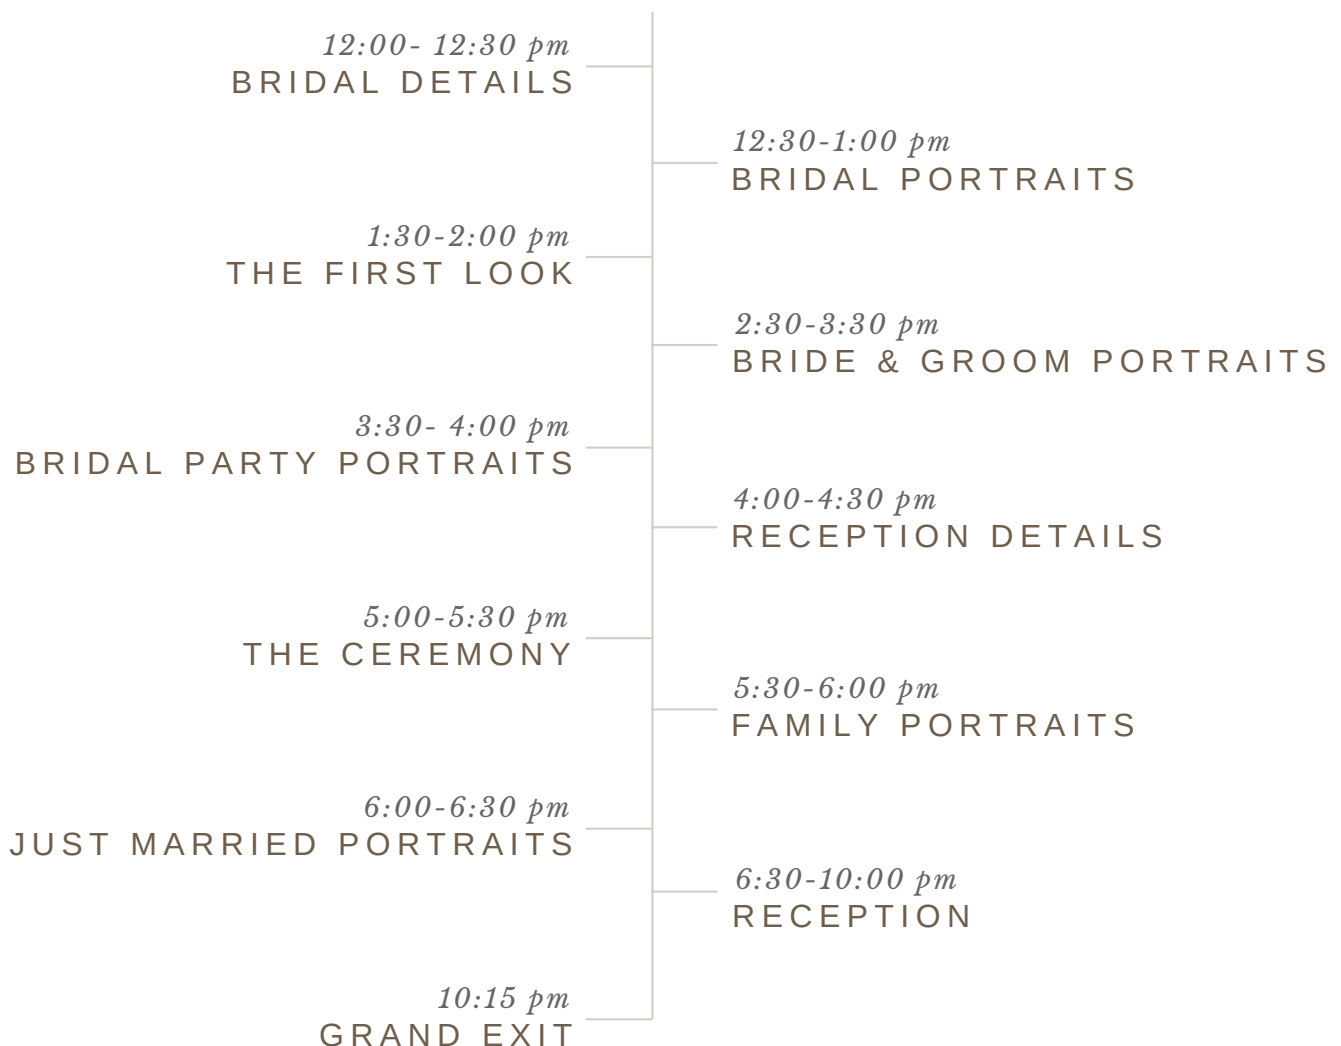 12:00- 12:30 pm
BRIDAL DETAILS
12:30-1:00 pm
BRIDAL PORTRAITS
1:30-2:00 pm
THE FIRST LOOK
2:30-3:30 pm
BRIDE & GROOM PORTRAITS
3:30- 4:00 pm
BRIDAL PARTY PORTRAITS
4:00-4:30 pm
RECEPTION DETAILS
5:00-5:30 pm
THE CEREMONY
5:30-6:00 pm
FAMILY PORTRAITS
6:00-6:30 pm
JUST MARRIED PORTRAITS
6:30-10:00 pm
RECEPTION
10:15 pm
GRAND EXIT